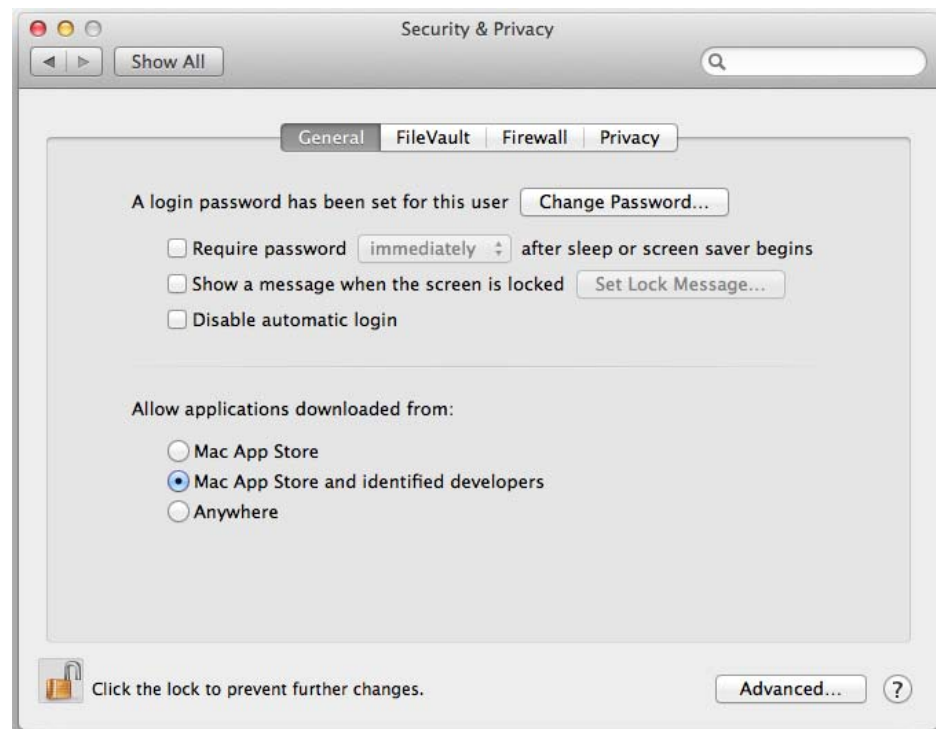 Security & Privacy
Show All
General FileVault Firewall Privacy
A login password has been set for this user Change Password...
Require password immediately after sleep or screen saver begins
Show a message when the screen is locked Set Lock Message...
Disable automatic login
Allow applications downloaded from:
Mac App Store
Mac App Store and identified developers
Anywhere
Click the lock to prevent further changes. Advanced... ?